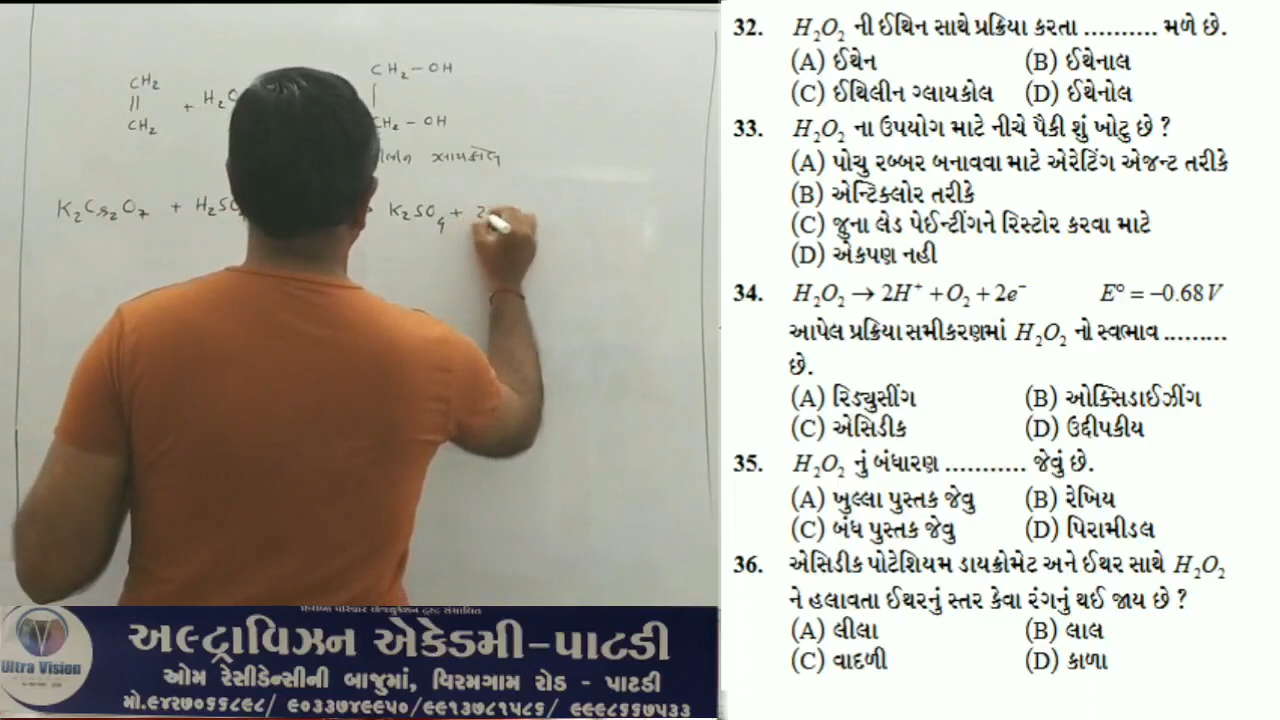 CH₂
||
CH₂
+ H₂O
CH₂ – OH
|
CH₂ – OH
K₂Cr₂O₇ + H₂SO₄
K₂SO₄ + 2
અલ્ટ્રાવિઝન એકેડમી-પાટડી
ઓમ રેસીડેન્સીની બાજુમાં, વિરમગામ રોડ - પાટડી
Ultra Vision
32. H₂O₂ ની ઈથિન સાથે પ્રક્રિયા કરતા .......... મળે છે.
(A) ઈથેન (B) ઈથેનાલ
(C) ઈથિલીન ગ્લાયકોલ (D) ઈથેનોલ
33. H₂O₂ ના ઉપયોગ માટે નીચે પૈકી શું ખોટુ છે ?
(A) પોચુ રબ્બર બનાવવા માટે એરેટિંગ એજન્ટ તરીકે
(B) એન્ટિક્લોર તરીકે
(C) જુના લેડ પેઈન્ટીંગને રિસ્ટોર કરવા માટે
(D) એકપણ નહી
34. H₂O₂ → 2H⁺ + O₂ + 2e⁻ E° = –0.68 V
આપેલ પ્રક્રિયા સમીકરણમાં H₂O₂ નો સ્વભાવ .........
છે.
(A) રિડ્યુસીંગ (B) ઓક્સિડાઈઝીંગ
(C) એસિડીક (D) ઉદ્દીપકીય
35. H₂O₂ નું બંધારણ ........... જેવું છે.
(A) ખુલ્લા પુસ્તક જેવુ (B) રેખિય
(C) બંધ પુસ્તક જેવુ (D) પિરામીડલ
36. એસિડીક પોટેશિયમ ડાયક્રોમેટ અને ઈથર સાથે H₂O₂
ને હલાવતા ઈથરનું સ્તર કેવા રંગનું થઈ જાય છે ?
(A) લીલા (B) લાલ
(C) વાદળી (D) કાળા